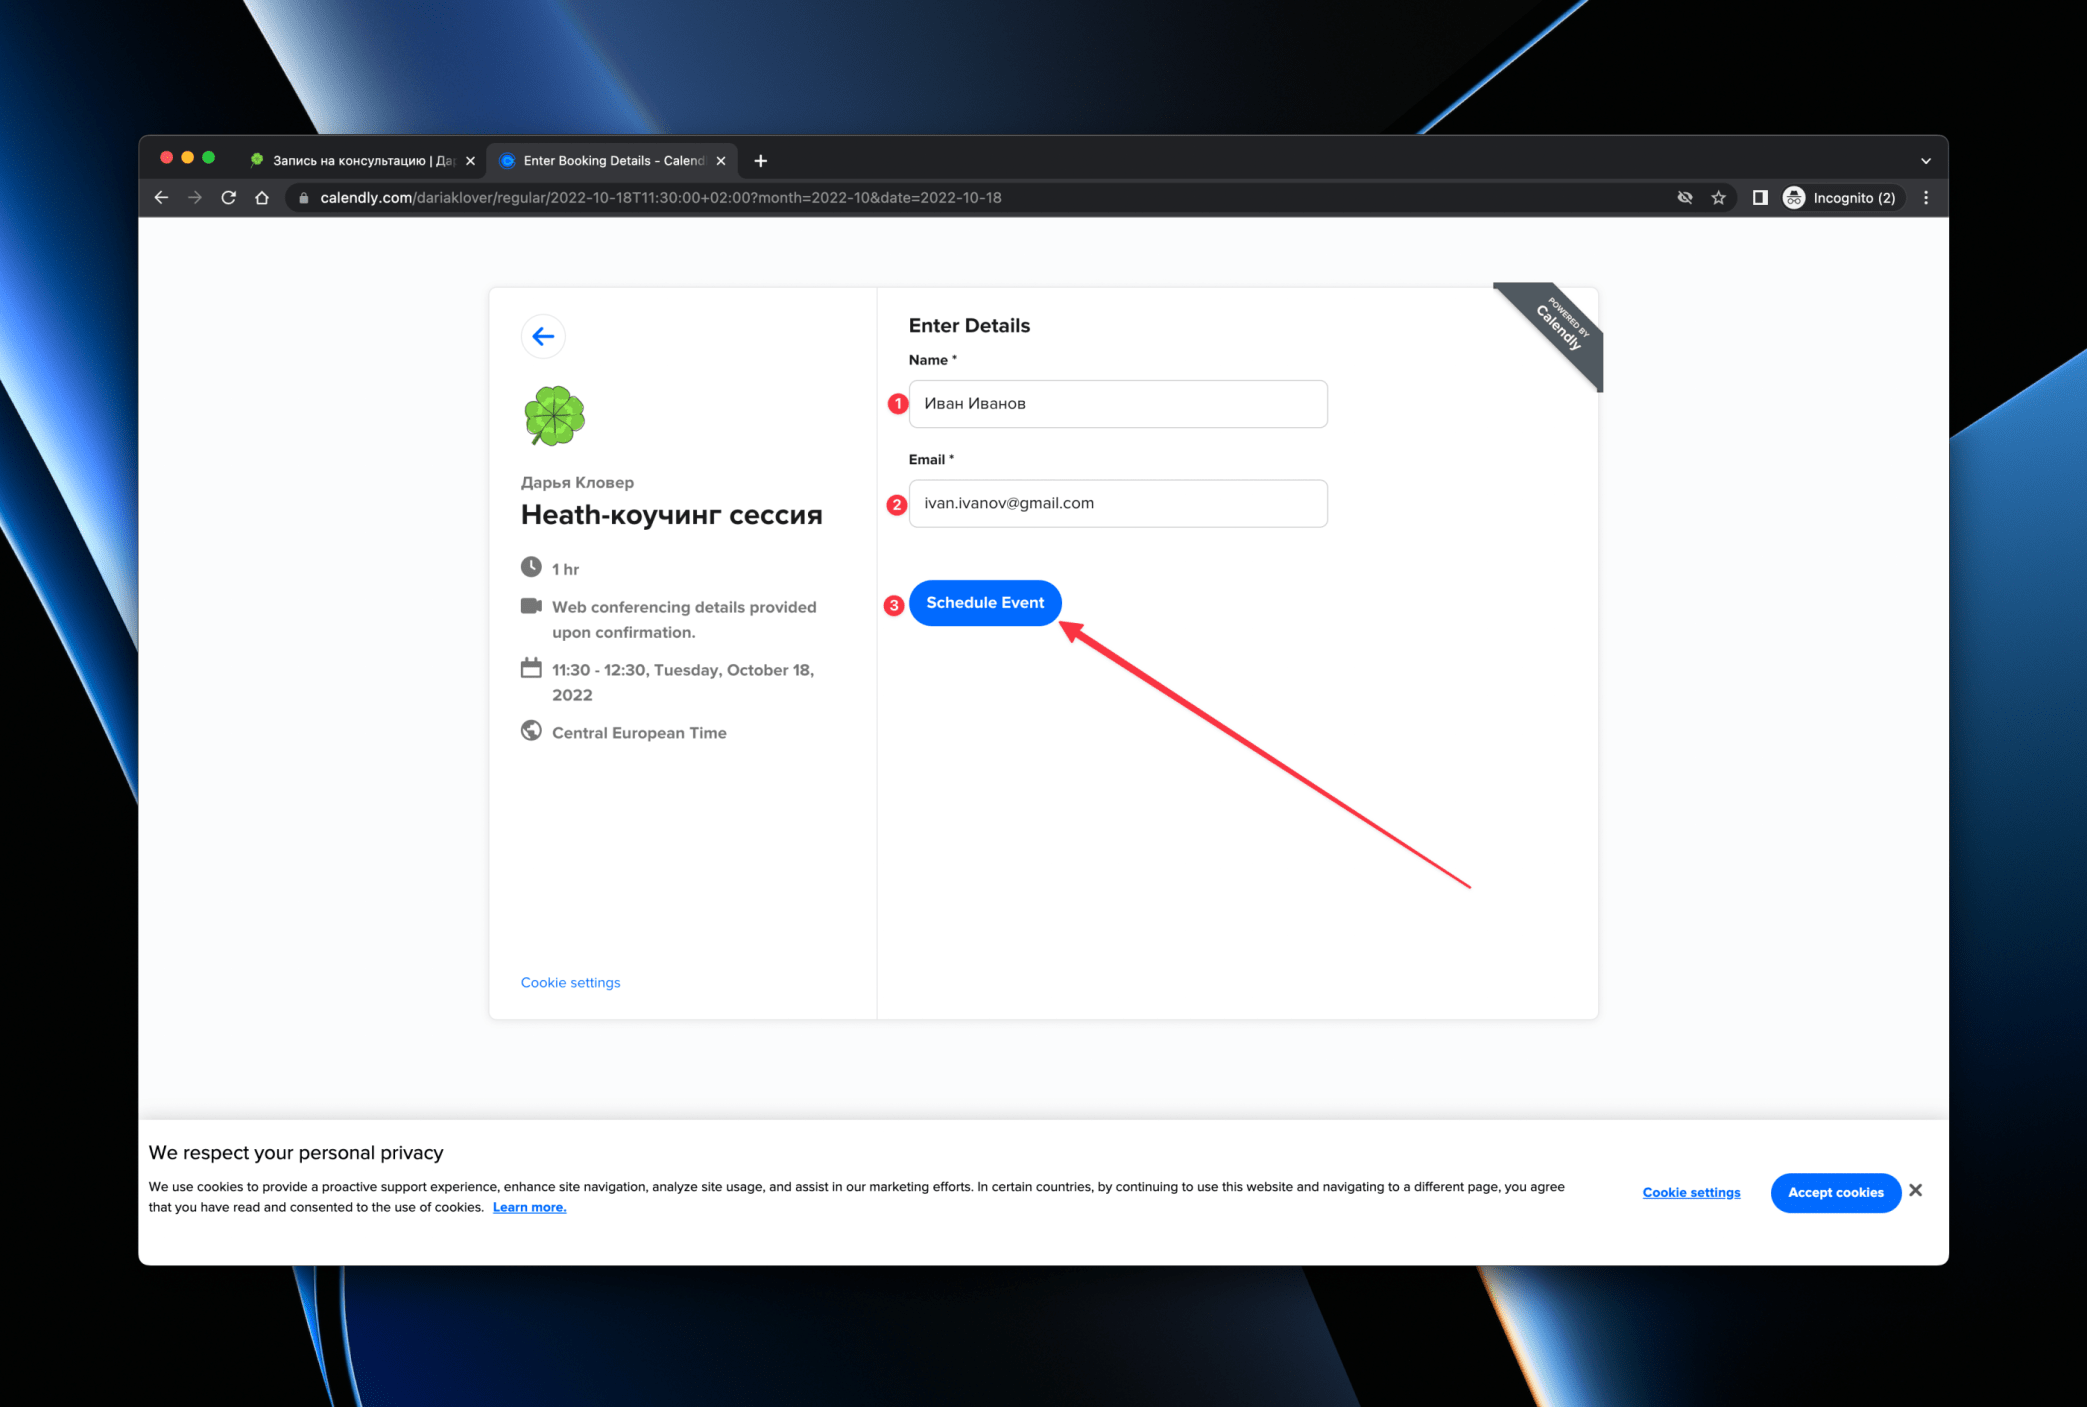 Запись на консультацию | Дар
Enter Booking Details - Calend
calendly.com/dariaklover/regular/2022-10-18T11:30:00+02:00?month=2022-10&date=2022-10-18
Incognito (2)
POWERED BY
Calendly
Дарья Кловер
Heath-коучинг сессия
1 hr
Web conferencing details provided
upon confirmation.
11:30 - 12:30, Tuesday, October 18,
2022
Central European Time
Cookie settings
Enter Details
Name *
1
Иван Иванов
Email *
2
ivan.ivanov@gmail.com
3
Schedule Event
We respect your personal privacy
We use cookies to provide a proactive support experience, enhance site navigation, analyze site usage, and assist in our marketing efforts. In certain countries, by continuing to use this website and navigating to a different page, you agree
that you have read and consented to the use of cookies. Learn more.
Cookie settings
Accept cookies